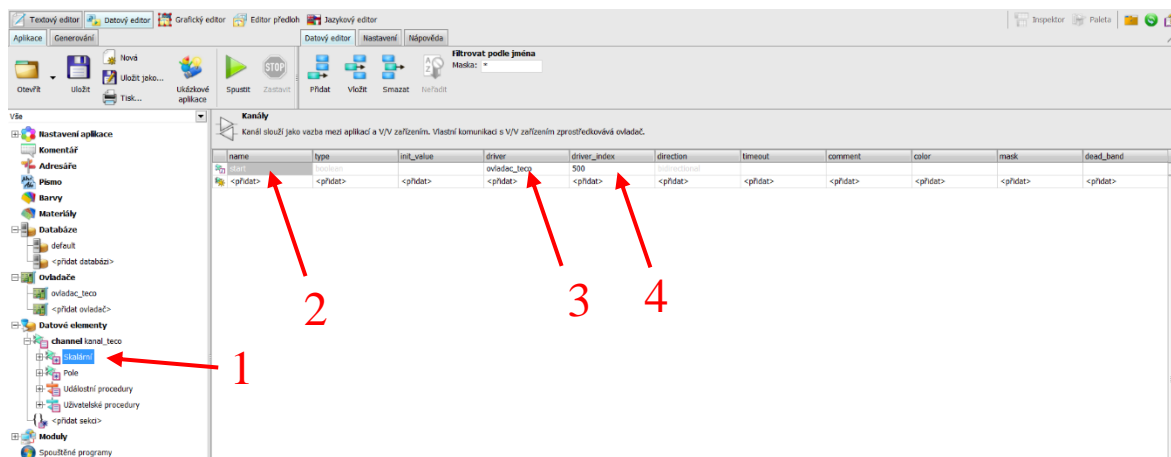 Textový editor Datový editor Grafický editor Editor předloh Jazykový editor Inspektor Paleta
Aplikace Generování Datový editor Nastavení Nápověda
Otevřít
Uložit
Nová
Uložit jako...
Tisk...
Ukázkové aplikace
Spustit
STOP
Zastavit
Přidat
Vložit
Smazat
Neřadit
Filtrovat podle jména
Maska: *
Vše
Nastavení aplikace
Komentář
Adresáře
Písmo
Barvy
Materiály
Databáze
default
<přidat databázi>
Ovladače
ovladac_teco
<přidat ovladač>
Datové elementy
channel kanal_teco
Skalární
Pole
Událostní procedury
Uživatelské procedury
<přidat sekci>
Moduly
Spouštěné programy
Kanály
Kanál slouží jako vazba mezi aplikací a V/V zařízením. Vlastní komunikaci s V/V zařízením zprostředkovává ovladač.
name type init_value driver driver_index direction timeout comment color mask dead_band
start boolean ovladac_teco 500 bidirectional
<přidat> <přidat> <přidat> <přidat> <přidat> <přidat> <přidat> <přidat> <přidat> <přidat> <přidat>
1
2
3
4